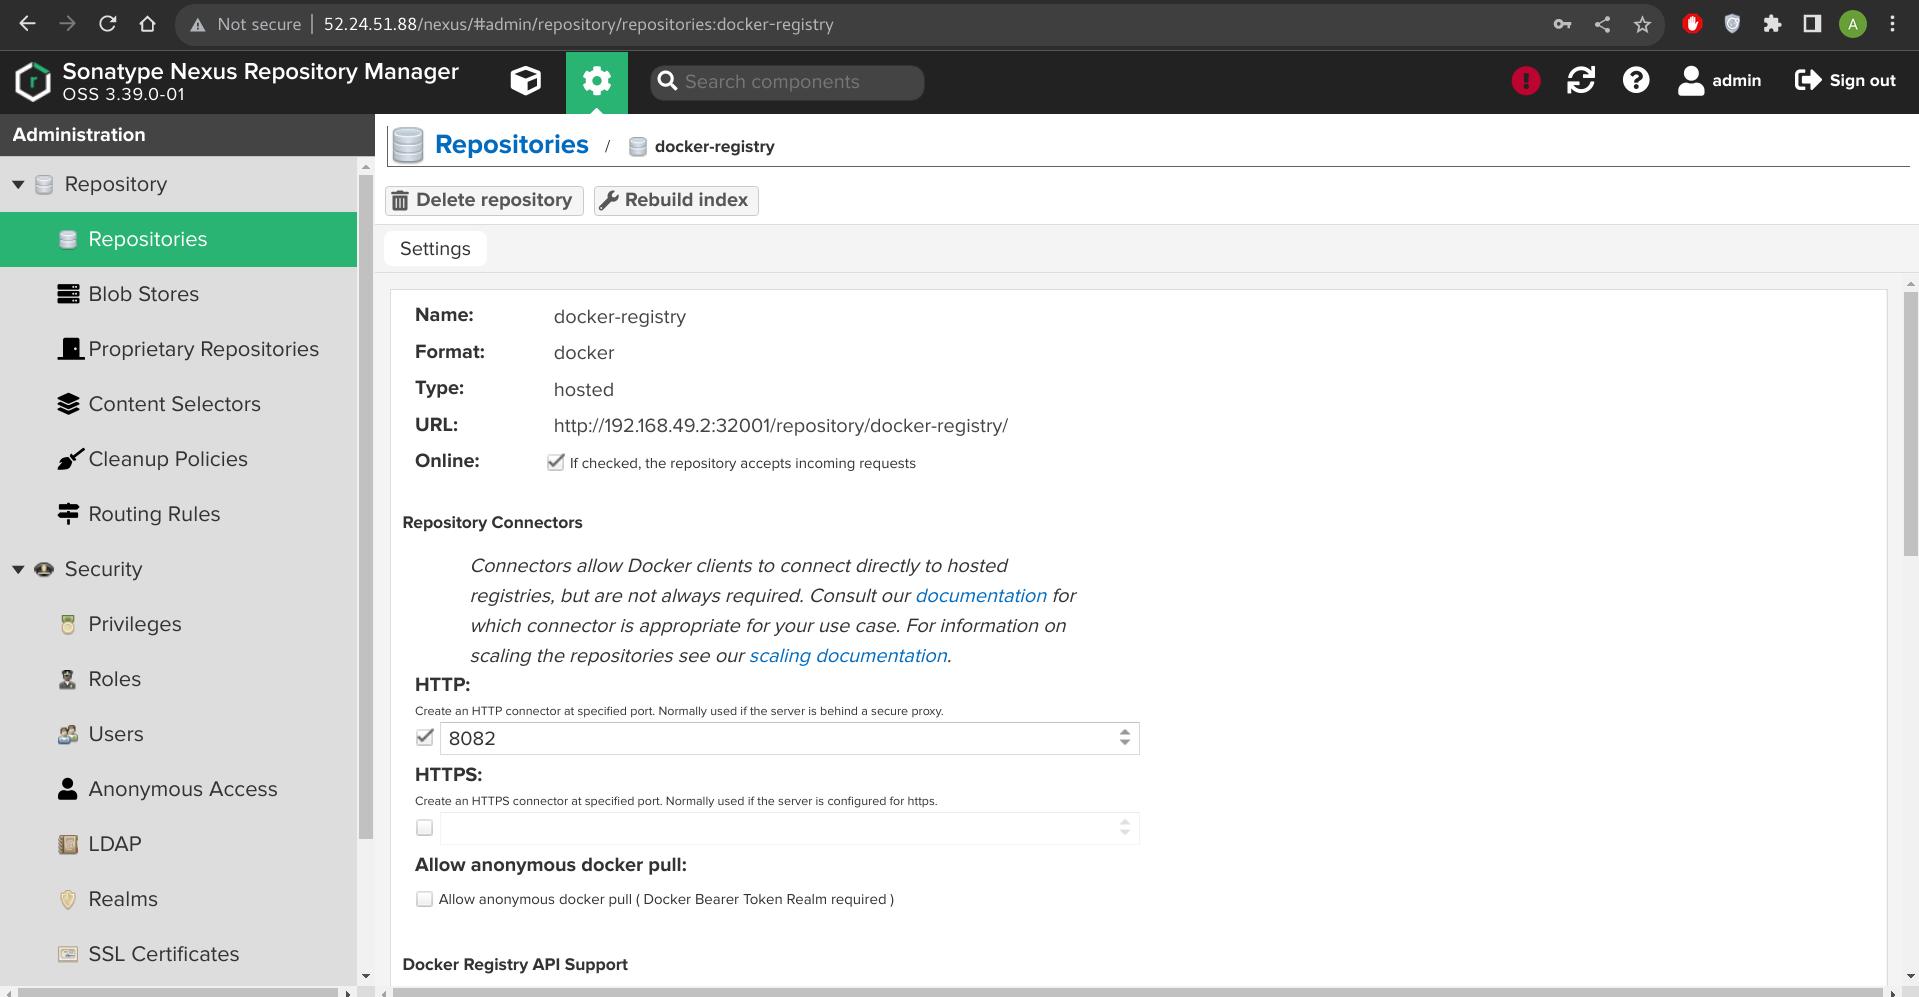 Not secure | 52.24.51.88/nexus/#admin/repository/repositories:docker-registry
A
Sonatype Nexus Repository Manager
OSS 3.39.0-01
Search components
admin
Sign out
Administration
Repository
Repositories
Blob Stores
Proprietary Repositories
Content Selectors
Cleanup Policies
Routing Rules
Security
Privileges
Roles
Users
Anonymous Access
LDAP
Realms
SSL Certificates
Repositories / docker-registry
Delete repository
Rebuild index
Settings
Name: docker-registry
Format: docker
Type: hosted
URL: http://192.168.49.2:32001/repository/docker-registry/
Online: If checked, the repository accepts incoming requests
Repository Connectors
Connectors allow Docker clients to connect directly to hosted
registries, but are not always required. Consult our documentation for
which connector is appropriate for your use case. For information on
scaling the repositories see our scaling documentation.
HTTP:
Create an HTTP connector at specified port. Normally used if the server is behind a secure proxy.
8082
HTTPS:
Create an HTTPS connector at specified port. Normally used if the server is configured for https.
Allow anonymous docker pull:
Allow anonymous docker pull ( Docker Bearer Token Realm required )
Docker Registry API Support